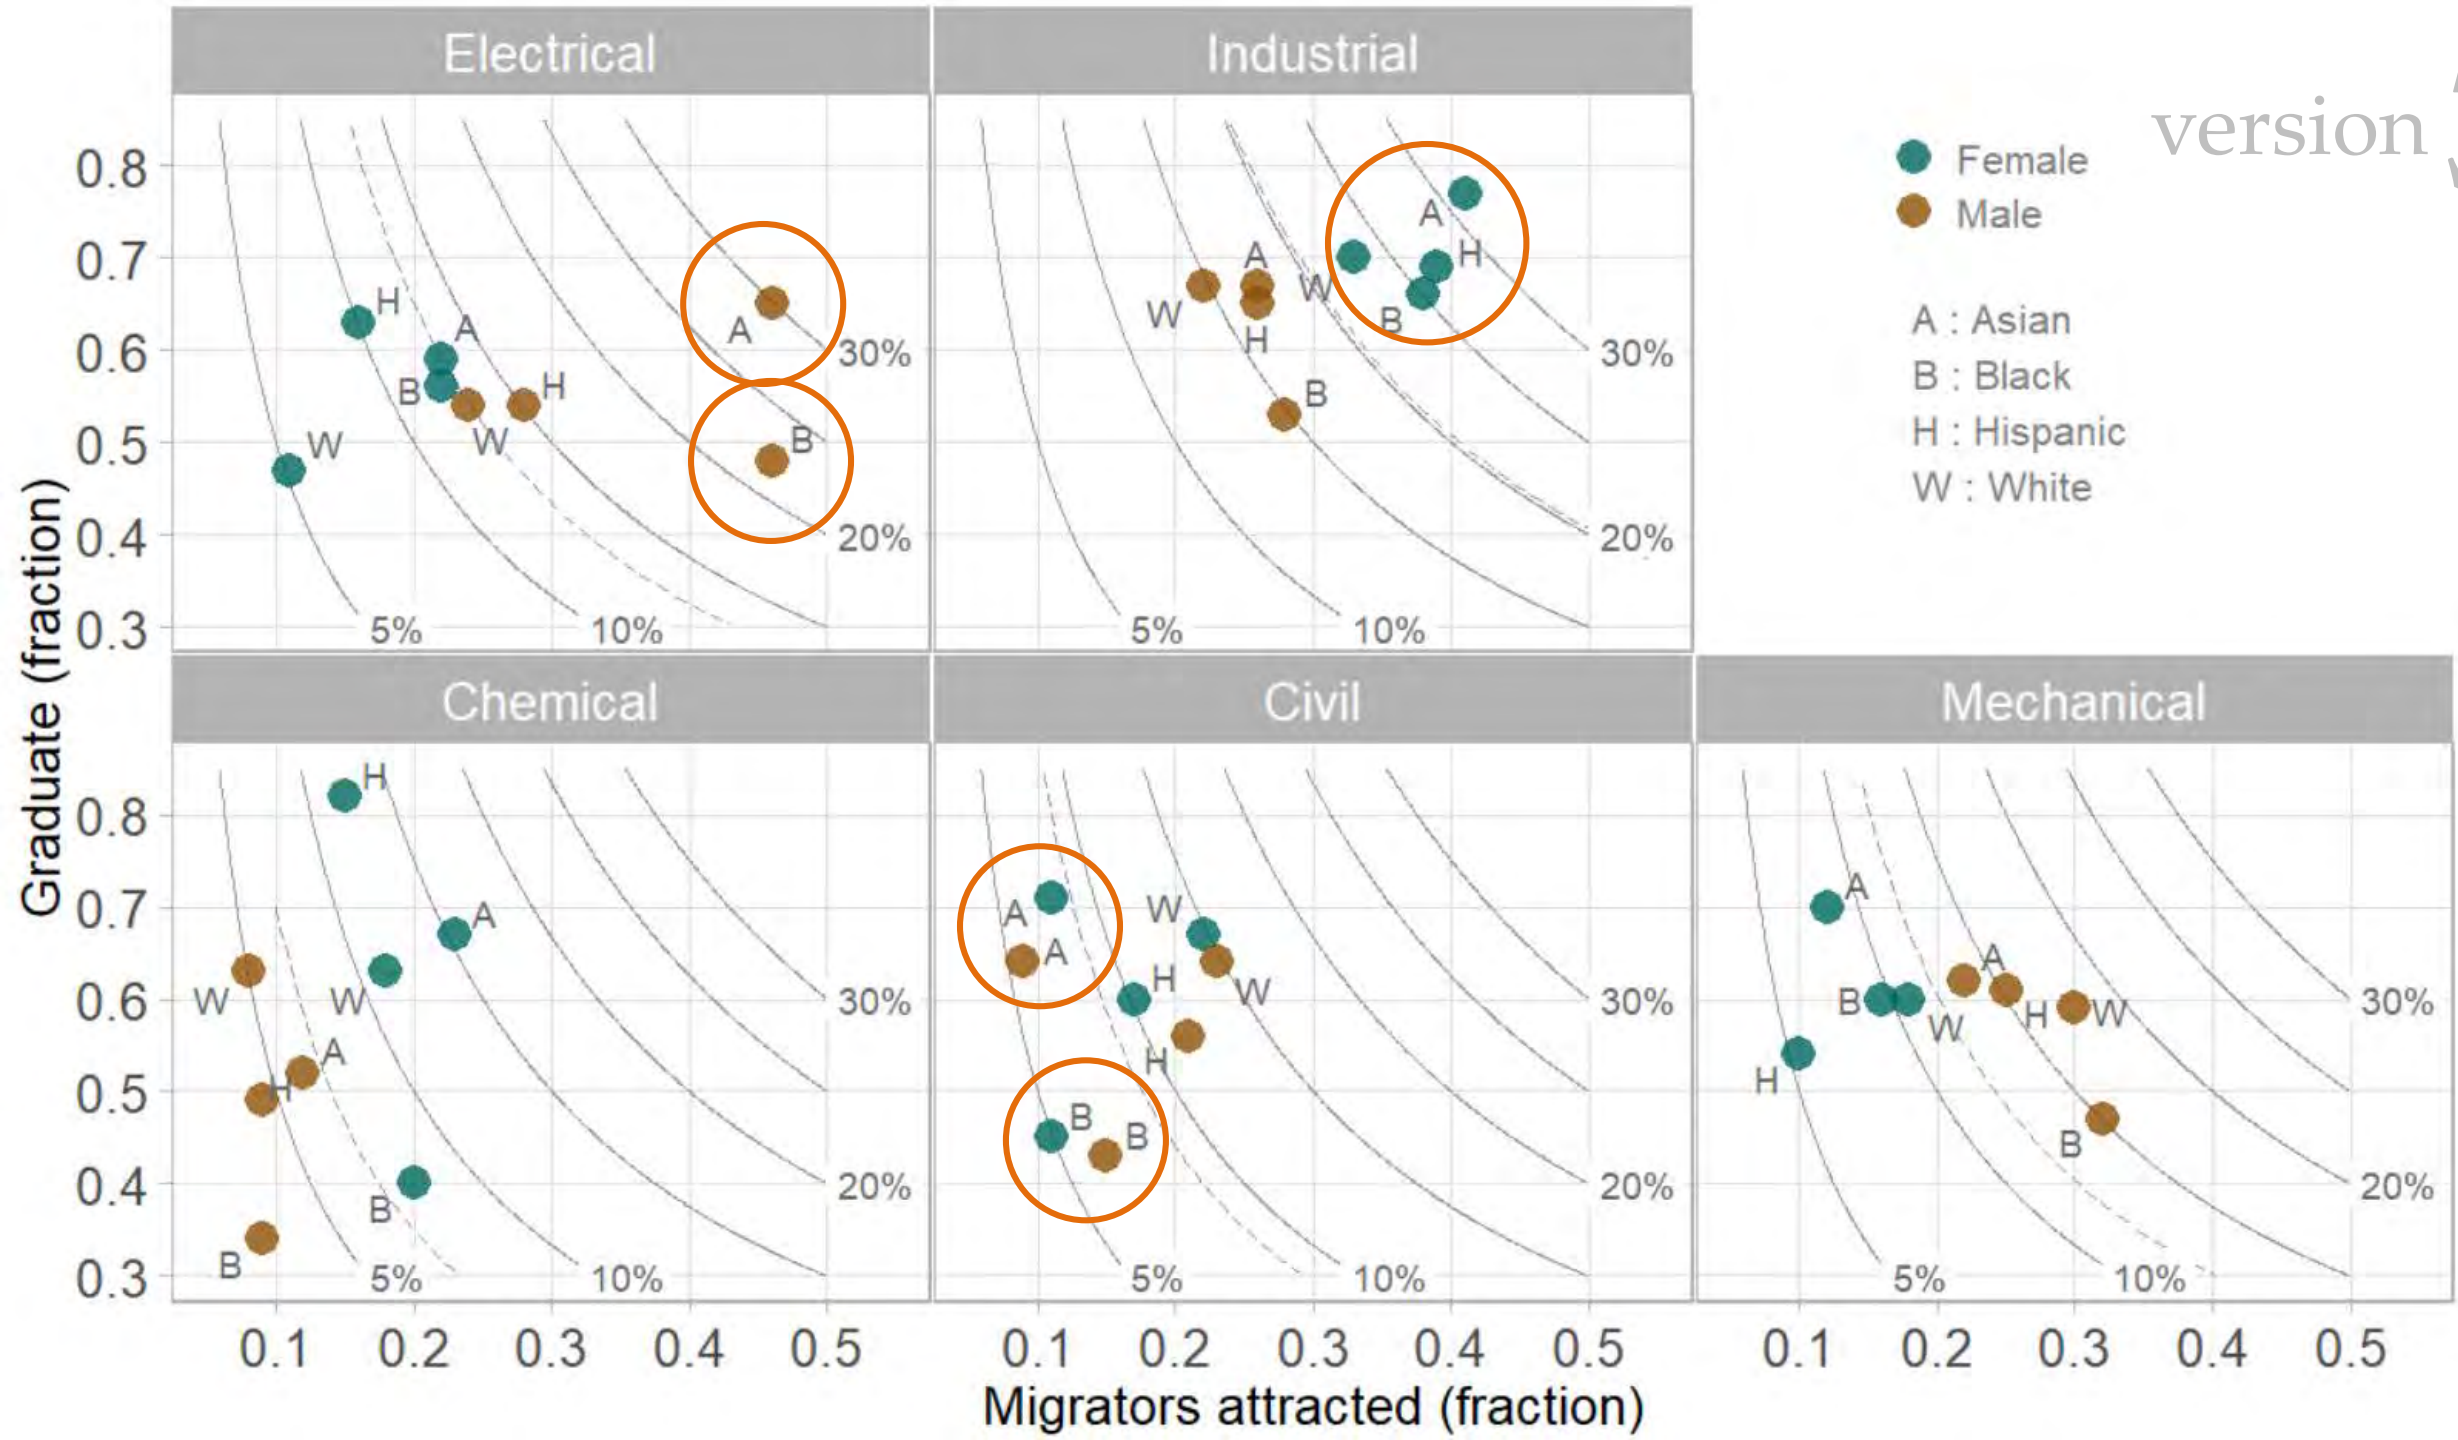 Electrical
Industrial
version
Female
Male
A : Asian
B : Black
H : Hispanic
W : White
Graduate (fraction)
0.8
0.7
0.6
0.5
0.4
0.3
H
A
B
H
W
W
A
B
30%
20%
5%
10%
A
W
H
B
W
A
H
B
30%
20%
5%
10%
Chemical
Civil
Mechanical
0.8
0.7
0.6
0.5
0.4
0.3
H
A
W
W
A
H
B
B
30%
20%
5%
10%
A
A
W
W
H
H
B
B
30%
20%
5%
10%
A
B
W
H
A
H
W
B
30%
20%
5%
10%
0.1 0.2 0.3 0.4 0.5
0.1 0.2 0.3 0.4 0.5
0.1 0.2 0.3 0.4 0.5
Migrators attracted (fraction)